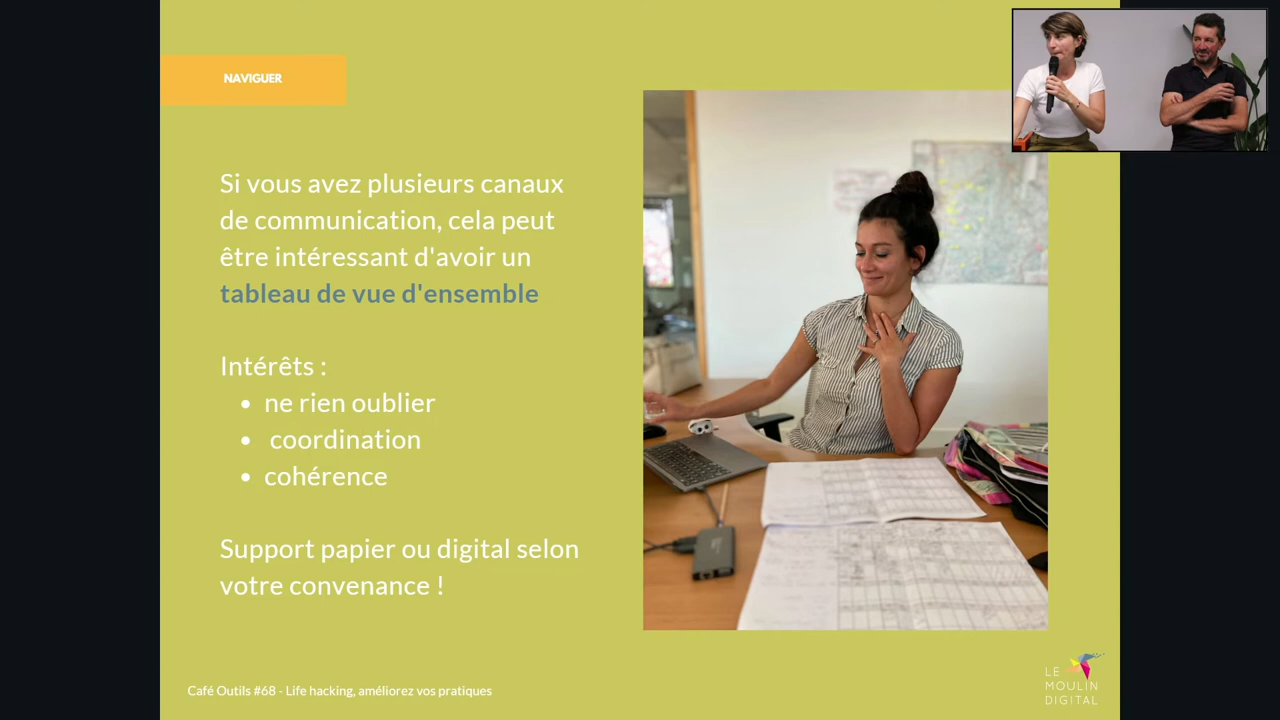 NAVIGUER
Si vous avez plusieurs canaux
de communication, cela peut
être intéressant d'avoir un
tableau de vue d'ensemble
Intérêts :
• ne rien oublier
• coordination
• cohérence
Support papier ou digital selon
votre convenance !
Café Outils #68 - Life hacking, améliorez vos pratiques
LE
MOULIN
DIGITAL